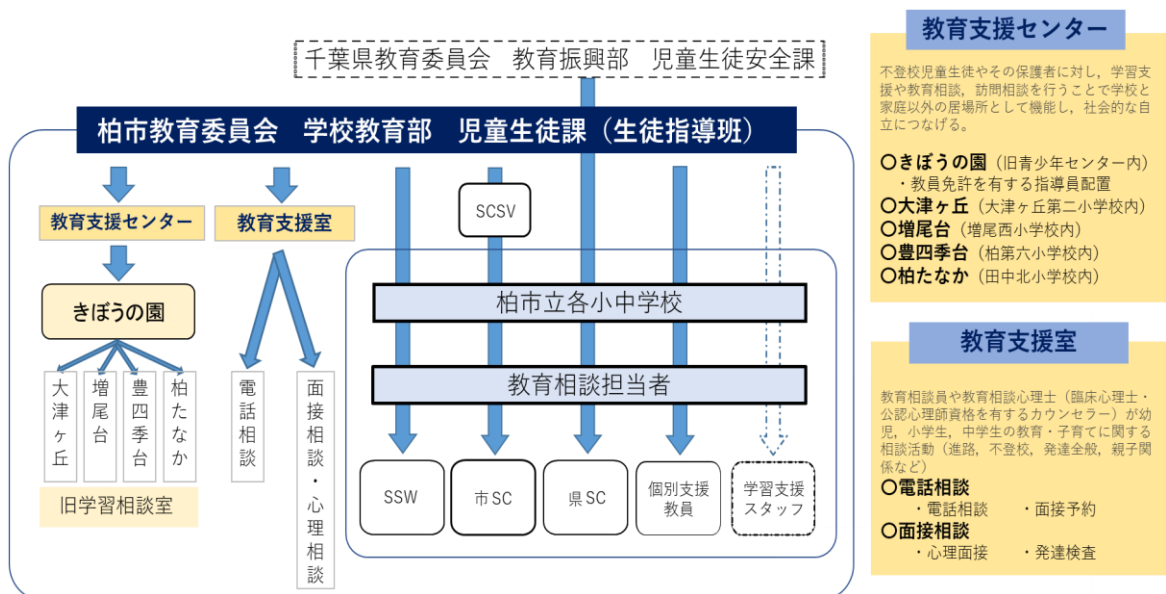 千葉県教育委員会　教育振興部　児童生徒安全課
柏市教育委員会　学校教育部　児童生徒課（生徒指導班）
教育支援センター
教育支援室
SCSV
きぼうの園
柏市立各小中学校
教育相談担当者
大津ヶ丘
増尾台
豊四季台
柏たなか
旧学習相談室
電話相談
面接相談・心理相談
SSW
市SC
県SC
個別支援
教員
学習支援
スタッフ
教育支援センター
不登校児童生徒やその保護者に対し，学習支
援や教育相談，訪問相談を行うことで学校と
家庭以外の居場所として機能し，社会的な自
立につなげる。
〇きぼうの園（旧青少年センター内）
・教員免許を有する指導員配置
〇大津ヶ丘（大津ヶ丘第二小学校内）
〇増尾台（増尾西小学校内）
〇豊四季台（柏第六小学校内）
〇柏たなか（田中北小学校内）
教育支援室
教育相談員や教育相談心理士（臨床心理士・
公認心理師資格を有するカウンセラー）が幼
児，小学生，中学生の教育・子育てに関する
相談活動（進路，不登校，発達全般，親子関
係など）
〇電話相談
・電話相談　・面接予約
〇面接相談
・心理面接　・発達検査